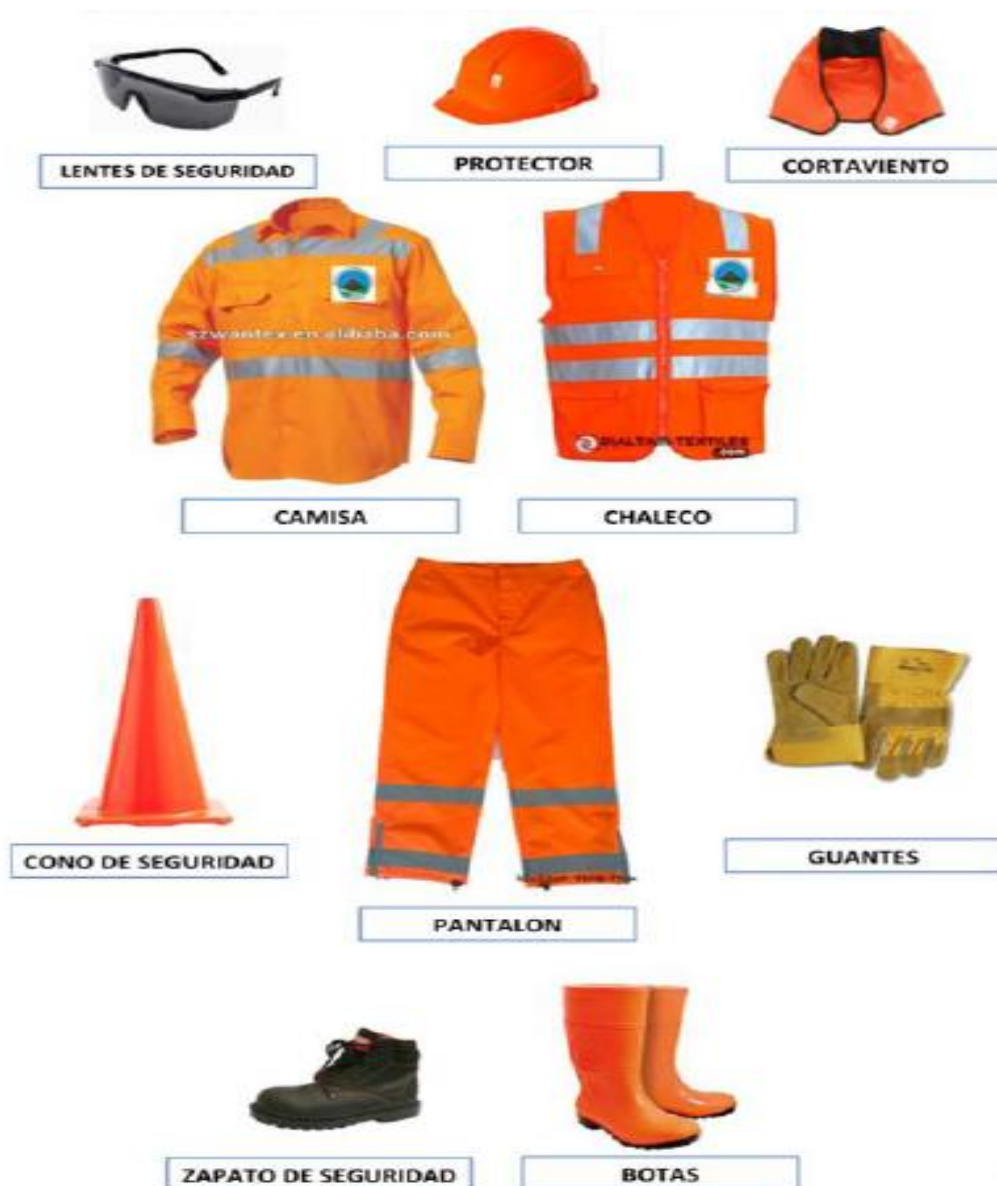 LENTES DE SEGURIDAD
PROTECTOR
CORTAVIENTO
szwantex.en.alibaba.com
.com
CAMISA
CHALECO
CONO DE SEGURIDAD
GUANTES
PANTALON
ZAPATO DE SEGURIDAD
BOTAS